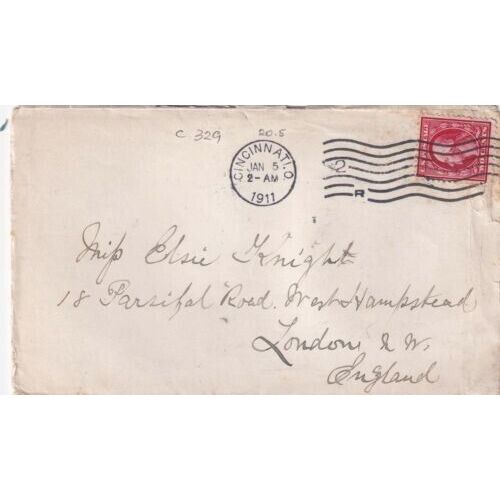 C 329 20.5
CINCINNATI, O.
JAN 5
2-AM
1911
R
Miss Elsie Knight
18 Parsifal Road. West Hampstead
London N.W.
England